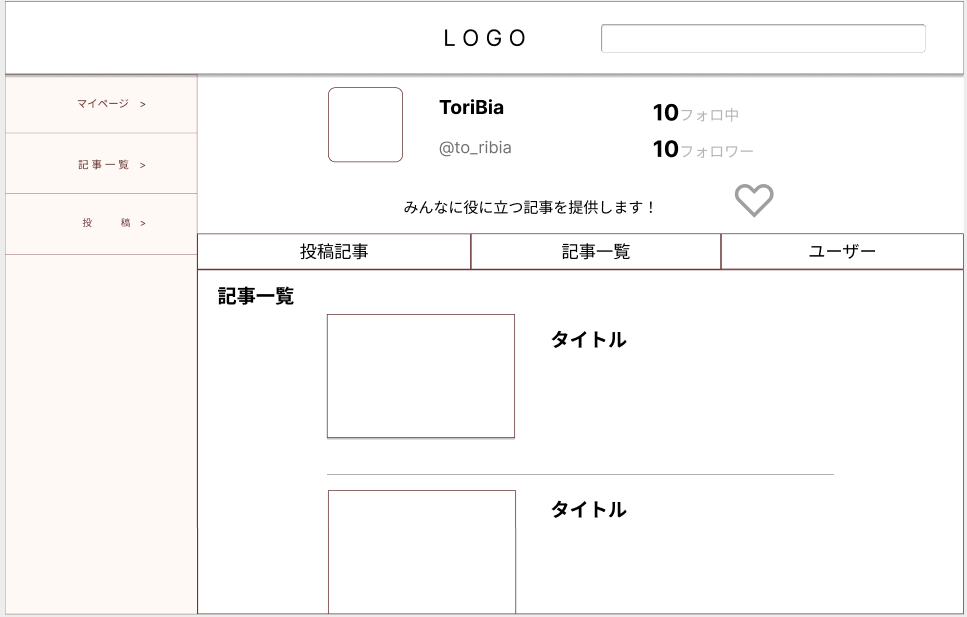 LOGO
マイページ >
記事一覧 >
投 稿 >
ToriBia
@to_ribia
10フォロ中
10フォロワー
みんなに役に立つ記事を提供します！
投稿記事 記事一覧 ユーザー
記事一覧
タイトル
タイトル